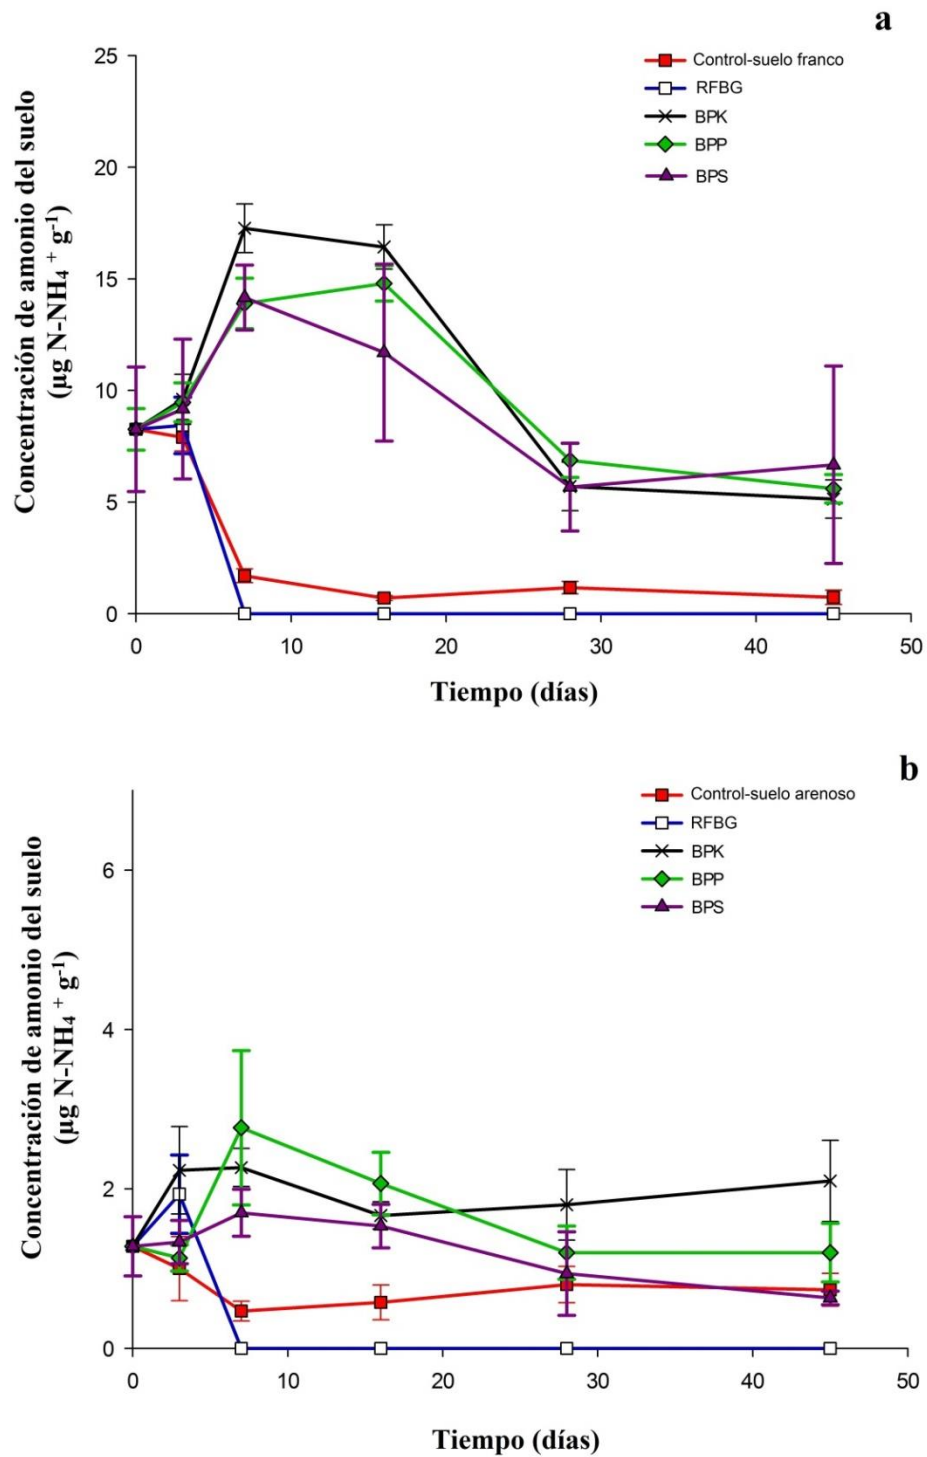 a
25
20
15
10
5
0
Concentración de amonio del suelo
(µg N-NH₄ ⁺ g⁻¹)
Control-suelo franco
RFBG
BPK
BPP
BPS
0 10 20 30 40 50
Tiempo (días)
b
6
4
2
0
Concentración de amonio del suelo
(µg N-NH₄ ⁺ g⁻¹)
Control-suelo arenoso
RFBG
BPK
BPP
BPS
0 10 20 30 40 50
Tiempo (días)